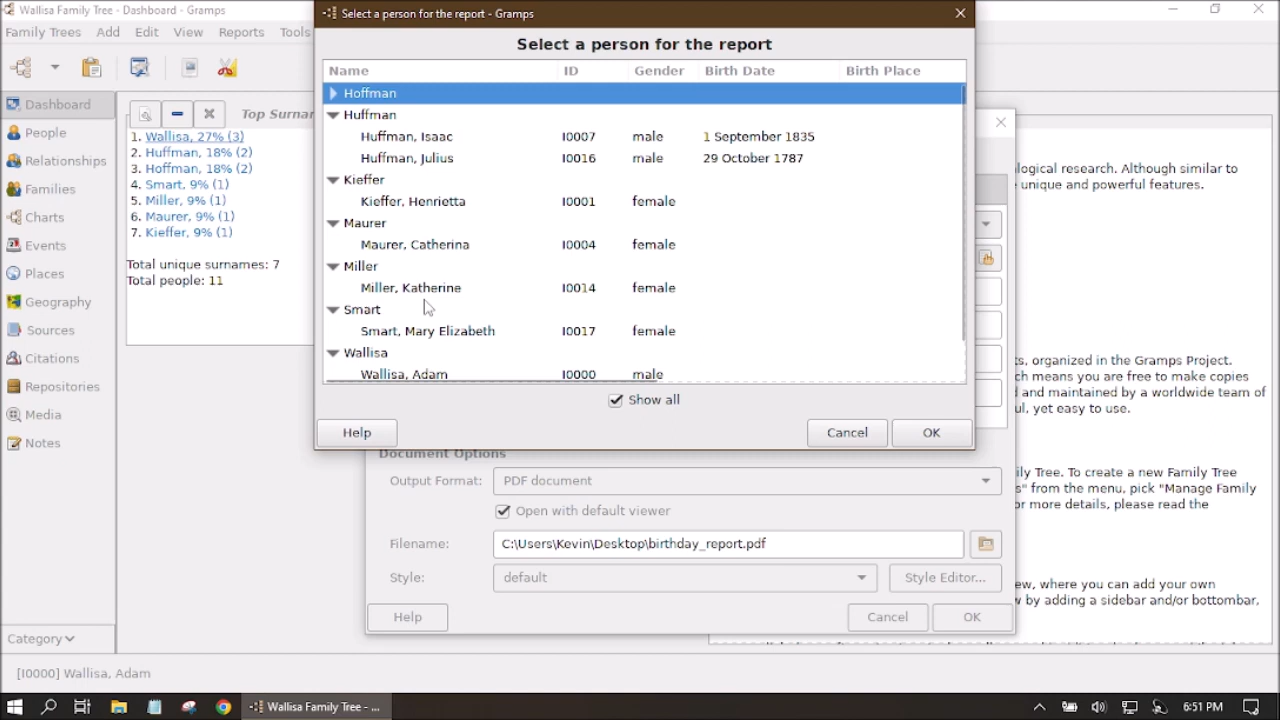 Wallisa Family Tree - Dashboard - Gramps
Select a person for the report - Gramps
Family Trees Add Edit View Reports Tools
Select a person for the report
Name ID Gender Birth Date Birth Place
Hoffman
Huffman
Huffman, Isaac I0007 male 1 September 1835
Huffman, Julius I0016 male 29 October 1787
Kieffer
Kieffer, Henrietta I0001 female
Maurer
Maurer, Catherina I0004 female
Miller
Miller, Katherine I0014 female
Smart
Smart, Mary Elizabeth I0017 female
Wallisa
Wallisa, Adam I0000 male
Show all
Help Cancel OK
Dashboard
People
Relationships
Families
Charts
Events
Places
Geography
Sources
Citations
Repositories
Media
Notes
Category
Top Surnar
1. Wallisa, 27% (3)
2. Huffman, 18% (2)
3. Hoffman, 18% (2)
4. Smart, 9% (1)
5. Miller, 9% (1)
6. Maurer, 9% (1)
7. Kieffer, 9% (1)
Total unique surnames: 7
Total people: 11
ological research. Although similar to
unique and powerful features.
ts, organized in the Gramps Project.
ch means you are free to make copies
d and maintained by a worldwide team of
ul, yet easy to use.
ily Tree. To create a new Family Tree
s" from the menu, pick "Manage Family
or more details, please read the
ew, where you can add your own
w by adding a sidebar and/or bottombar,
Document Options
Output Format: PDF document
Open with default viewer
Filename: C:\Users\Kevin\Desktop\birthday_report.pdf
Style: default Style Editor...
Help Cancel OK
[I0000] Wallisa, Adam
Wallisa Family Tree - ...
6:51 PM